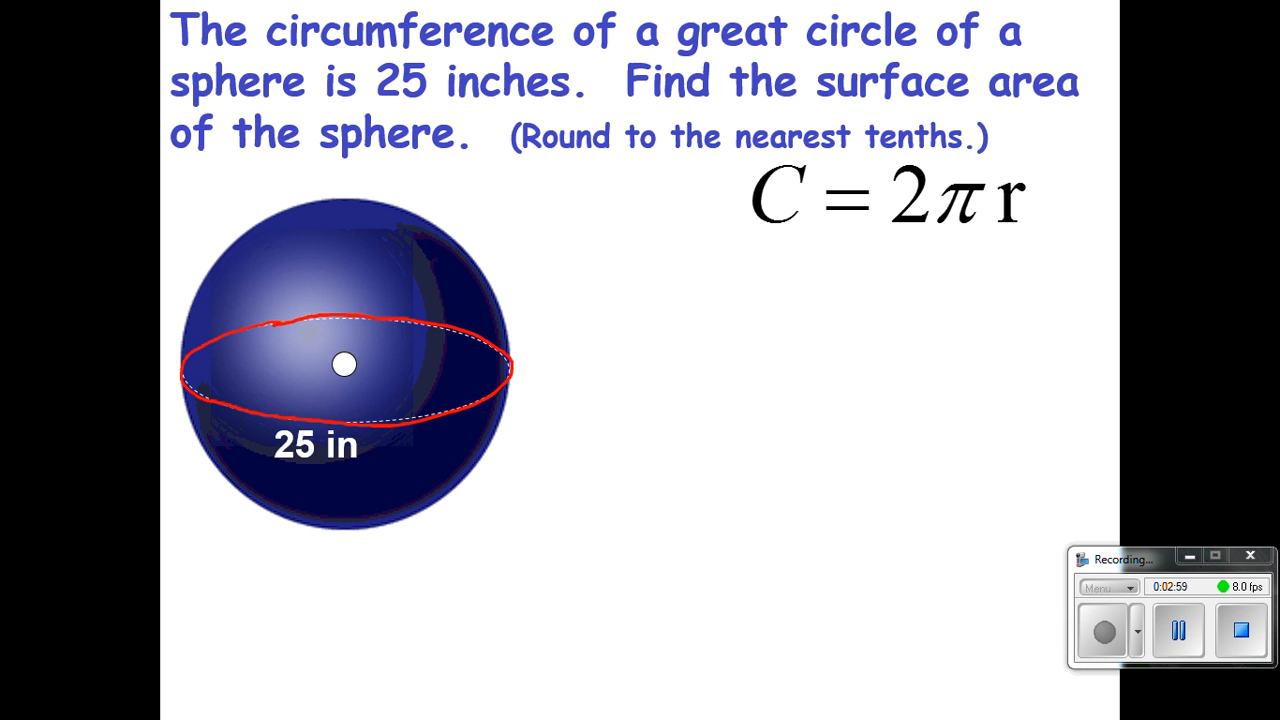 The circumference of a great circle of a
sphere is 25 inches. Find the surface area
of the sphere. (Round to the nearest tenths.)
C = 2π r
25 in
Recording...
Menu 0:02:59 8.0 fps